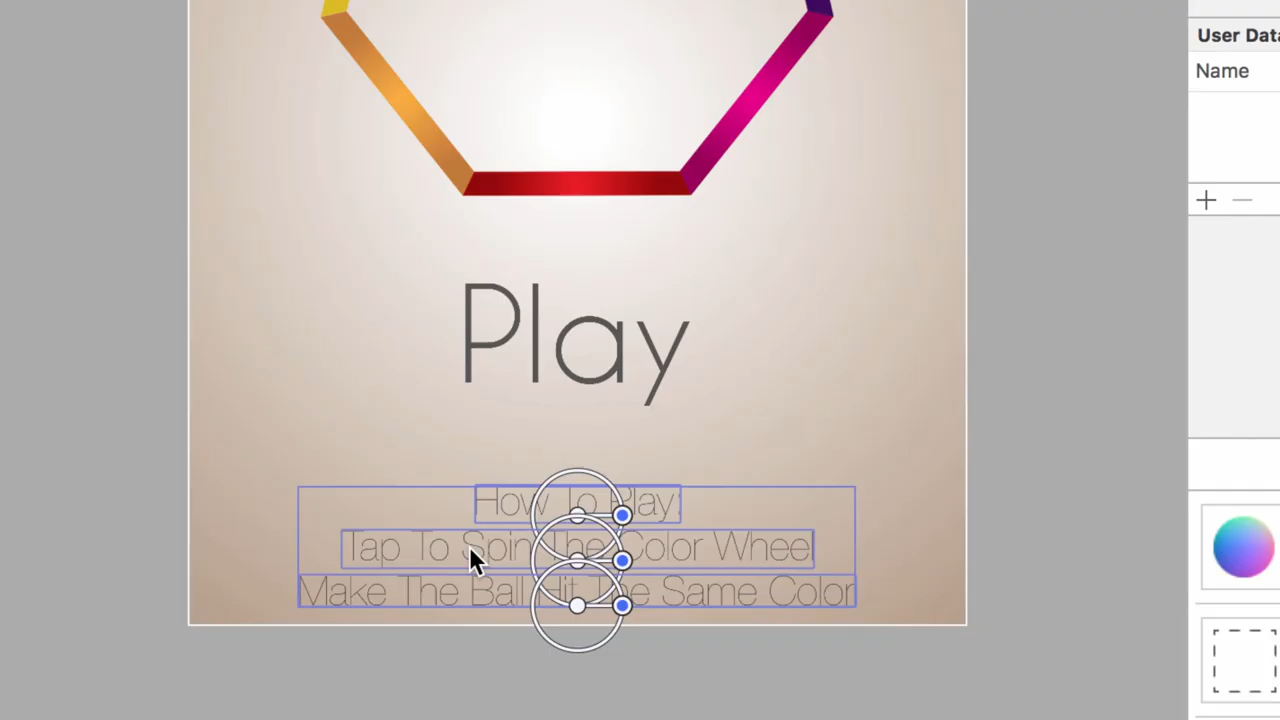 User Data
Name
Play
How To Play:
Tap To Spin The Color Wheel
Make The Ball Hit The Same Color